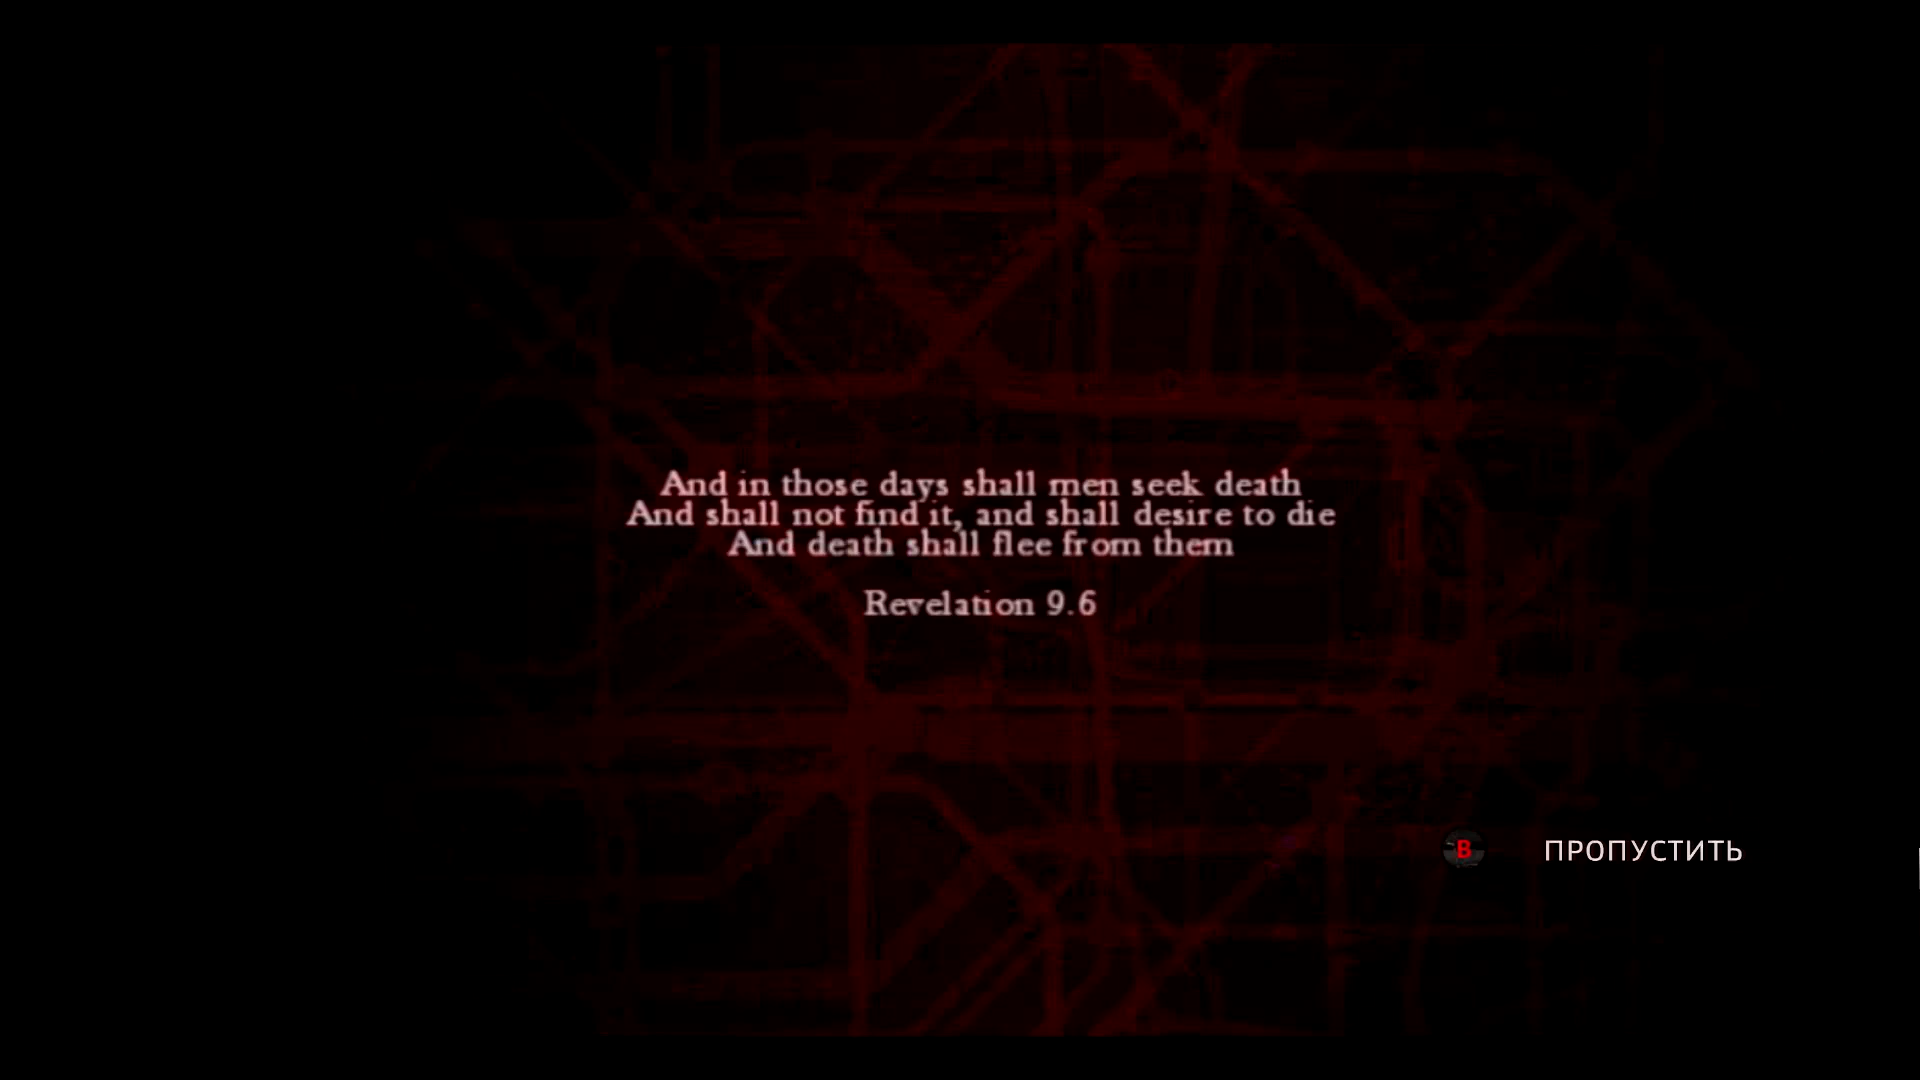 And in those days shall men seek death
And shall not find it, and shall desire to die
And death shall flee from them
Revelation 9.6
B ПРОПУСТИТЬ